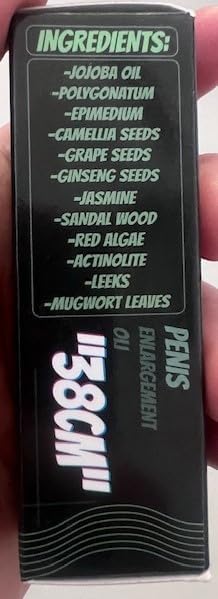 INGREDIENTS:
-JOJOBA OIL
-POLYGONATUM
-EPIMEDIUM
-CAMELLIA SEEDS
-GRAPE SEEDS
-GINSENG SEEDS
-JASMINE
-SANDAL WOOD
-RED ALGAE
-ACTINOLITE
-LEEKS
-MUGWORT LEAVES
PENIS
ENLARGEMENT
OLI
"38CM"